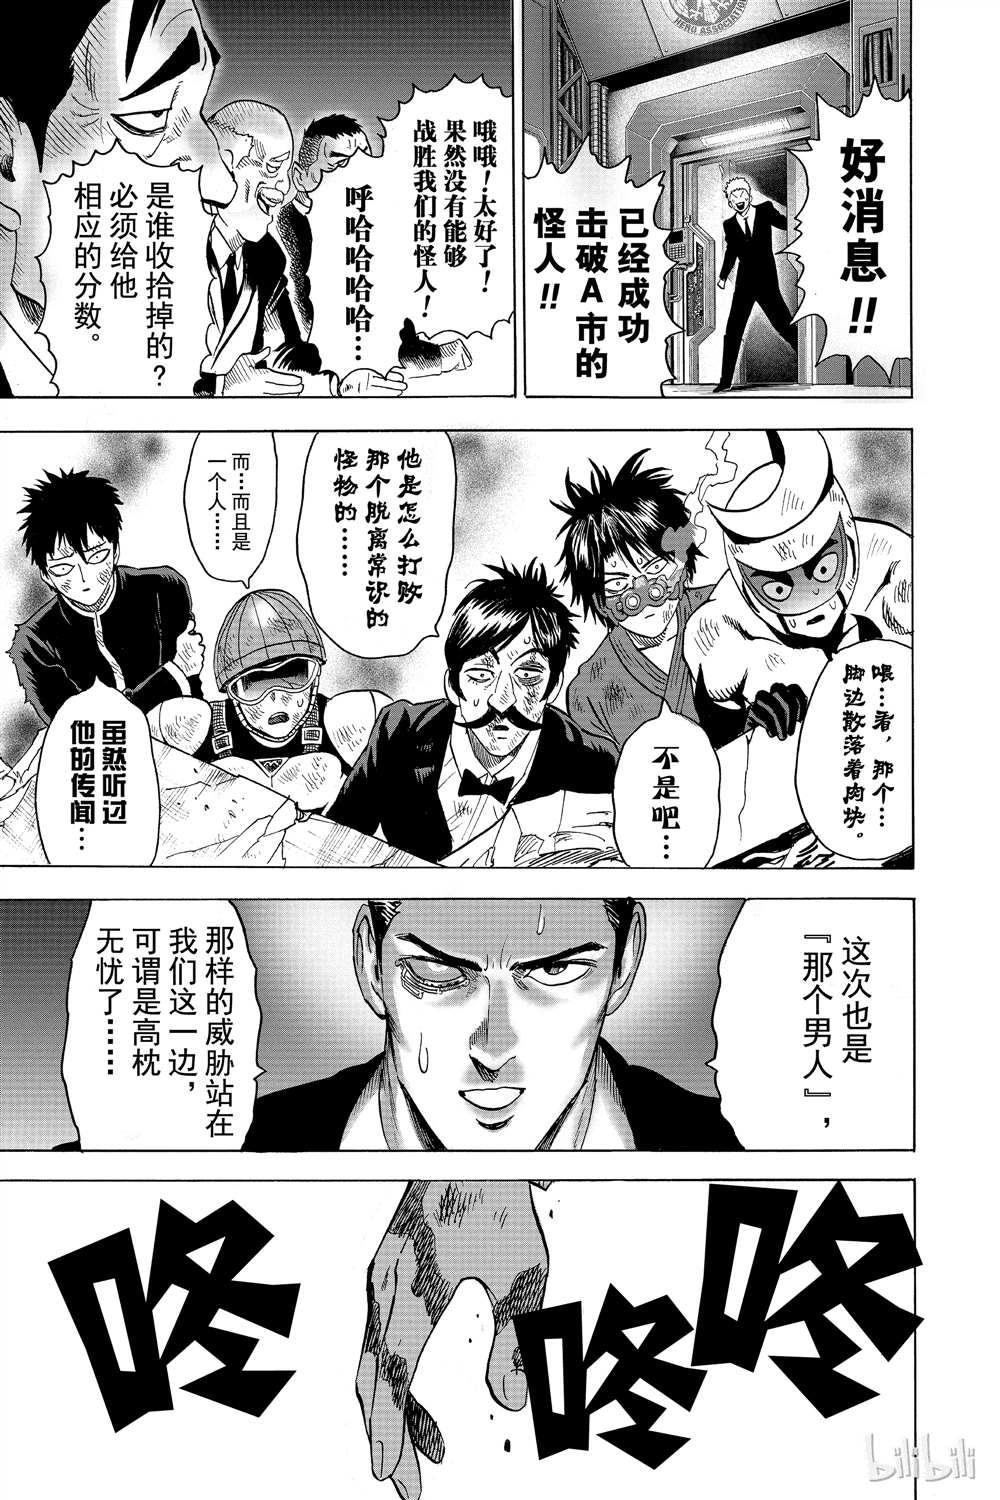 HERO ASSOCIATION
好消息!!
已经成功
击破A市的
怪人!!
哦哦！太好了！
果然没有能够
战胜我们的怪人！
呼哈哈哈哈…
是谁收拾掉的？
必须给他
相应的分数。
喂…看，那个…
脚边散落着肉块。
不是吧…
他是怎么打败
那个脱离常识的
怪物的……
而…而且是
一个人……
虽然听过
他的传闻…
这次也是
『那个男人』，
那样的威胁站在
我们这一边，
可谓是高枕
无忧了……
咚
咚
咚
bilibili